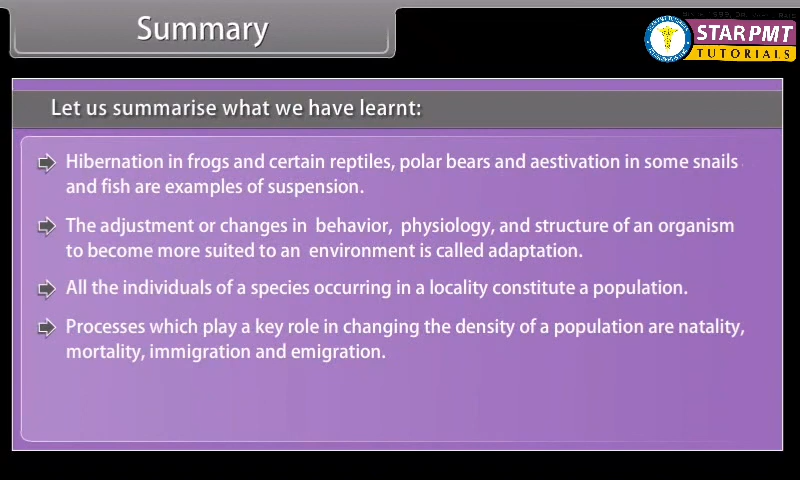 Summary
STAR PMT
TUTORIALS
Let us summarise what we have learnt:
Hibernation in frogs and certain reptiles, polar bears and aestivation in some snails
and fish are examples of suspension.
The adjustment or changes in behavior, physiology, and structure of an organism
to become more suited to an environment is called adaptation.
All the individuals of a species occurring in a locality constitute a population.
Processes which play a key role in changing the density of a population are natality,
mortality, immigration and emigration.